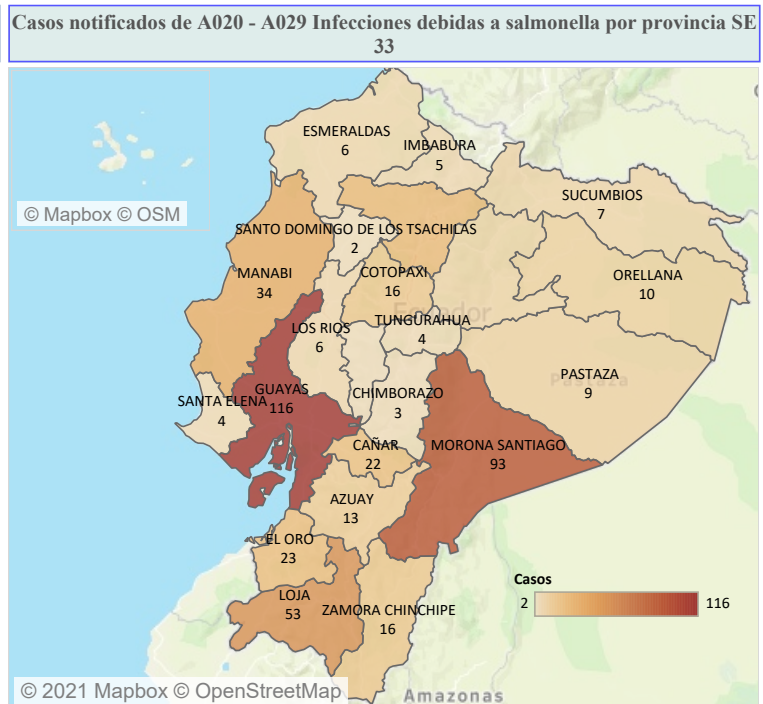 Casos notificados de A020 - A029 Infecciones debidas a salmonella por provincia SE
33
ESMERALDAS
6
IMBABURA
5
SUCUMBIOS
7
© Mapbox © OSM
SANTO DOMINGO DE LOS TSACHILAS
2
MANABI
34
COTOPAXI
16
ORELLANA
10
Ecuador
TUNGURAHUA
4
LOS RIOS
6
PASTAZA
9
Pastaza
GUAYAS
116
SANTA ELENA
4
CHIMBORAZO
3
CAÑAR
22
MORONA SANTIAGO
93
AZUAY
13
EL ORO
23
LOJA
53
ZAMORA CHINCHIPE
16
Casos
2 116
© 2021 Mapbox © OpenStreetMap
Amazonas